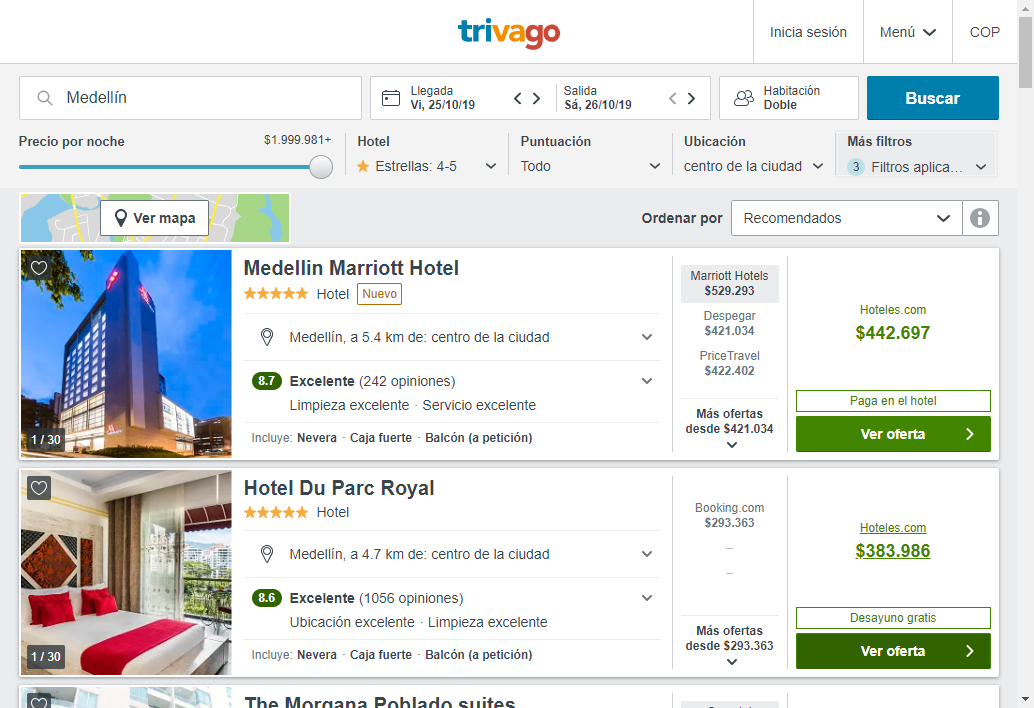 trivago
Inicia sesión
Menú
COP
Medellín
Llegada
Vi, 25/10/19
Salida
Sá, 26/10/19
Habitación
Doble
Buscar
Precio por noche
$1.999.981+
Hotel
Estrellas: 4-5
Puntuación
Todo
Ubicación
centro de la ciudad
Más filtros
3 Filtros aplica...
Ver mapa
Ordenar por
Recomendados
Medellin Marriott Hotel
Hotel Nuevo
Medellín, a 5.4 km de: centro de la ciudad
8.7 Excelente (242 opiniones)
Limpieza excelente · Servicio excelente
Incluye: Nevera · Caja fuerte · Balcón (a petición)
1 / 30
Marriott Hotels
$529.293
Despegar
$421.034
PriceTravel
$422.402
Más ofertas
desde $421.034
Hoteles.com
$442.697
Paga en el hotel
Ver oferta
Hotel Du Parc Royal
Hotel
Medellín, a 4.7 km de: centro de la ciudad
8.6 Excelente (1056 opiniones)
Ubicación excelente · Limpieza excelente
Incluye: Nevera · Caja fuerte · Balcón (a petición)
1 / 30
Booking.com
$293.363
–
–
Más ofertas
desde $293.363
Hoteles.com
$383.986
Desayuno gratis
Ver oferta
The Morgana Poblado suites